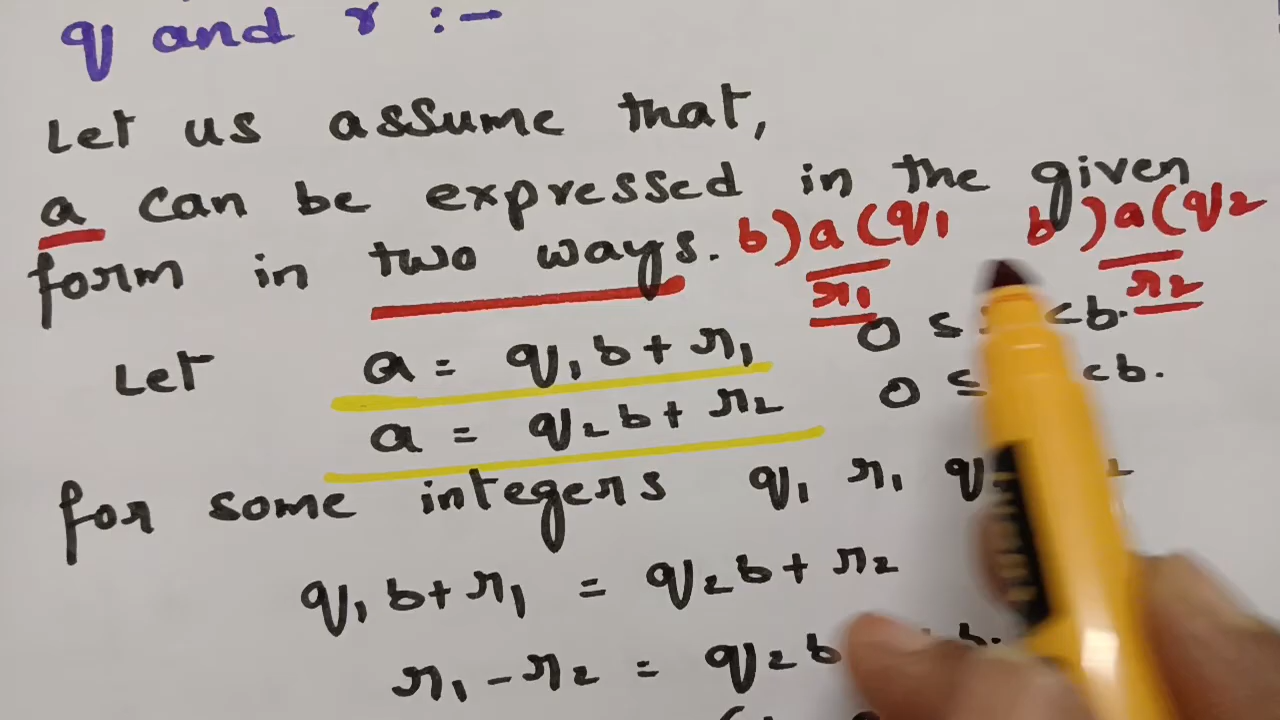 q and r :-
Let us assume that,
a can be expressed in the given
form in two ways. b)a(q1 b)a(q2
r1 r2
Let a = q1b + r1 0 ≤ < b.
a = q2b + r2 0 ≤ < b.
for some integers q1 r1
q1b + r1 = q2b + r2
r1 - r2 = q2b